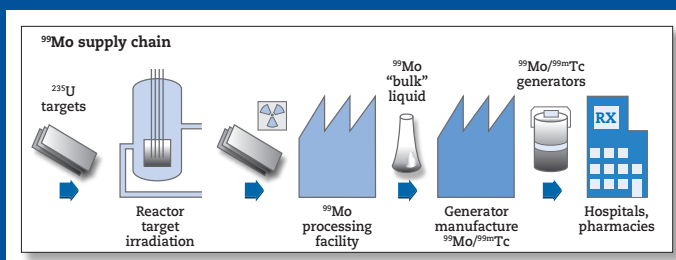 ⁹⁹Mo supply chain
²³⁵U
targets
Reactor
target
irradiation
⁹⁹Mo
processing
facility
⁹⁹Mo
“bulk”
liquid
Generator
manufacture
⁹⁹Mo/⁹⁹ᵐTc
⁹⁹Mo/⁹⁹ᵐTc
generators
RX
Hospitals,
pharmacies